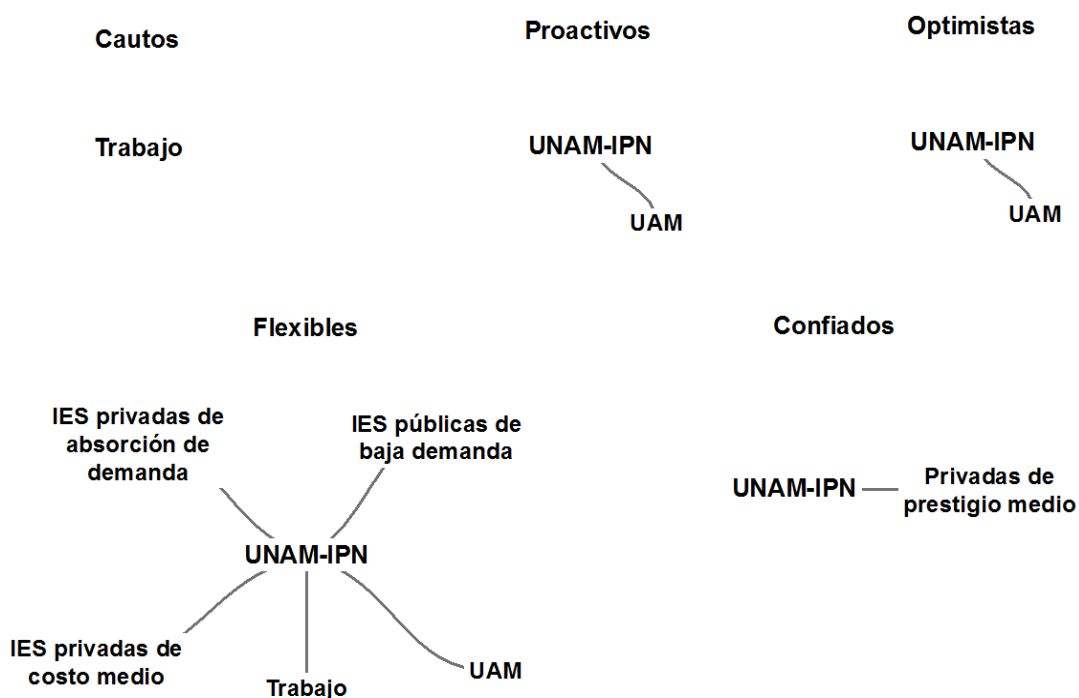 Cautos
Proactivos
Optimistas
Trabajo
UNAM-IPN
UAM
UNAM-IPN
UAM
Flexibles
Confiados
IES privadas de
absorción de
demanda
IES públicas de
baja demanda
UNAM-IPN
IES privadas de
costo medio
Trabajo
UAM
UNAM-IPN
Privadas de
prestigio medio